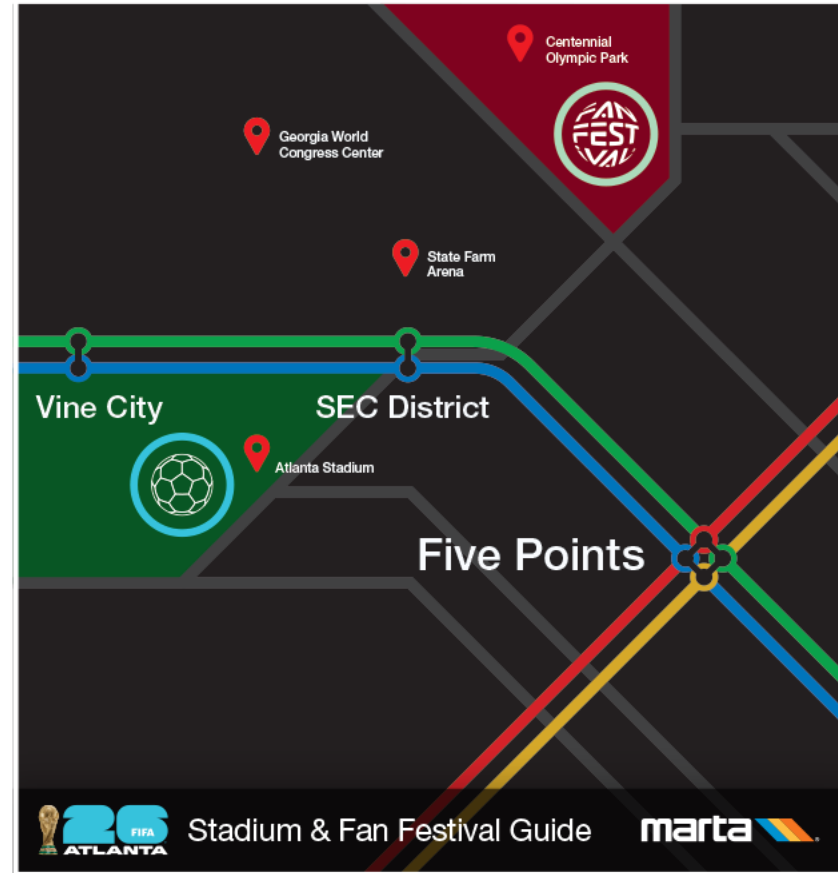 Centennial
Olympic Park
FAN
FEST
IVAL
Georgia World
Congress Center
State Farm
Arena
Vine City
SEC District
Atlanta Stadium
Five Points
26
FIFA
ATLANTA
Stadium & Fan Festival Guide
marta